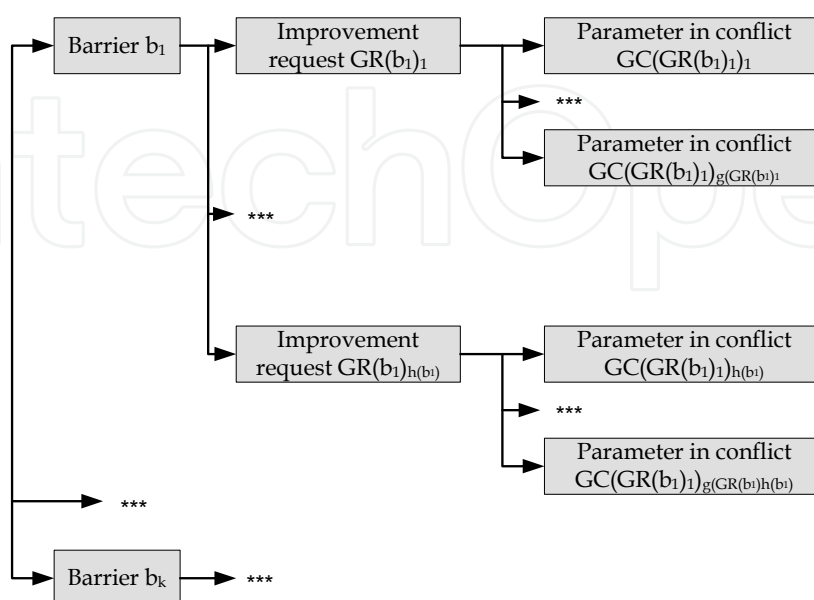 Barrier b₁
Improvement
request GR(b₁)₁
Parameter in conflict
GC(GR(b₁)₁)₁
***
Parameter in conflict
GC(GR(b₁)₁)g(GR(b₁)₁
***
Improvement
request GR(b₁)h(b₁)
Parameter in conflict
GC(GR(b₁)₁)h(b₁)
***
Parameter in conflict
GC(GR(b₁)₁)g(GR(b₁)h(b₁)
***
Barrier bₖ
***
ntechOpe